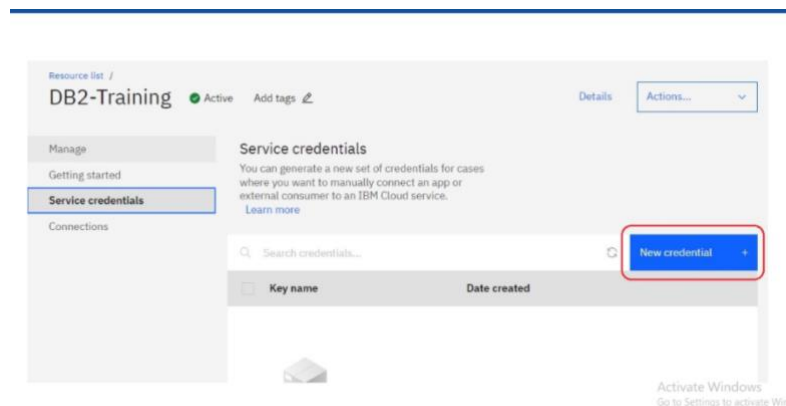 Resource list /
DB2-Training Active Add tags Details Actions...
Manage
Getting started
Service credentials
Connections
Service credentials
You can generate a new set of credentials for cases
where you want to manually connect an app or
external consumer to an IBM Cloud service.
Learn more
Search credentials...
New credential +
Key name Date created
Activate Windows
Go to Settings to activate Win